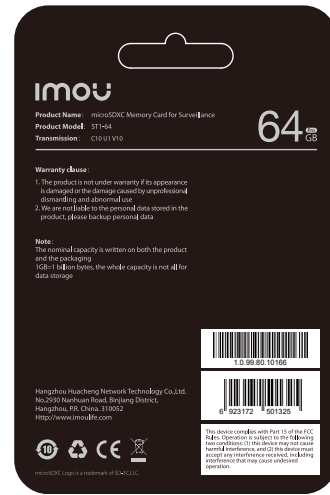 imou
Product Name: microSDXC Memory Card for Surveillance
Product Model: ST1-64
Transmission: C10 U1 V10
64 Pro GB
Warranty clause:
1. The product is not under warranty if its appearance
is damaged or the damage caused by unprofessional
dismantling and abnormal use
2. We are not liable to the personal data stored in the
product, please backup personal data
Note:
The nominal capacity is written on both the product
and the packaging
1GB=1 billion bytes, the whole capacity is not all for
data storage
1.0.99.80.10166
6 923172 501325
Hangzhou Huacheng Network Technology Co.,Ltd.
No.2930 Nanhuan Road, Binjiang District,
Hangzhou, P.R. China. 310052
Http://www.imoulife.com
10
CE
This device complies with Part 15 of the FCC
Rules. Operation is subject to the following
two conditions: (1) this device may not cause
harmful interference, and (2) this device must
accept any interference received, including
interference that may cause undesired
operation.
microSDXC Logo is a trademark of SD-3C,LLC.